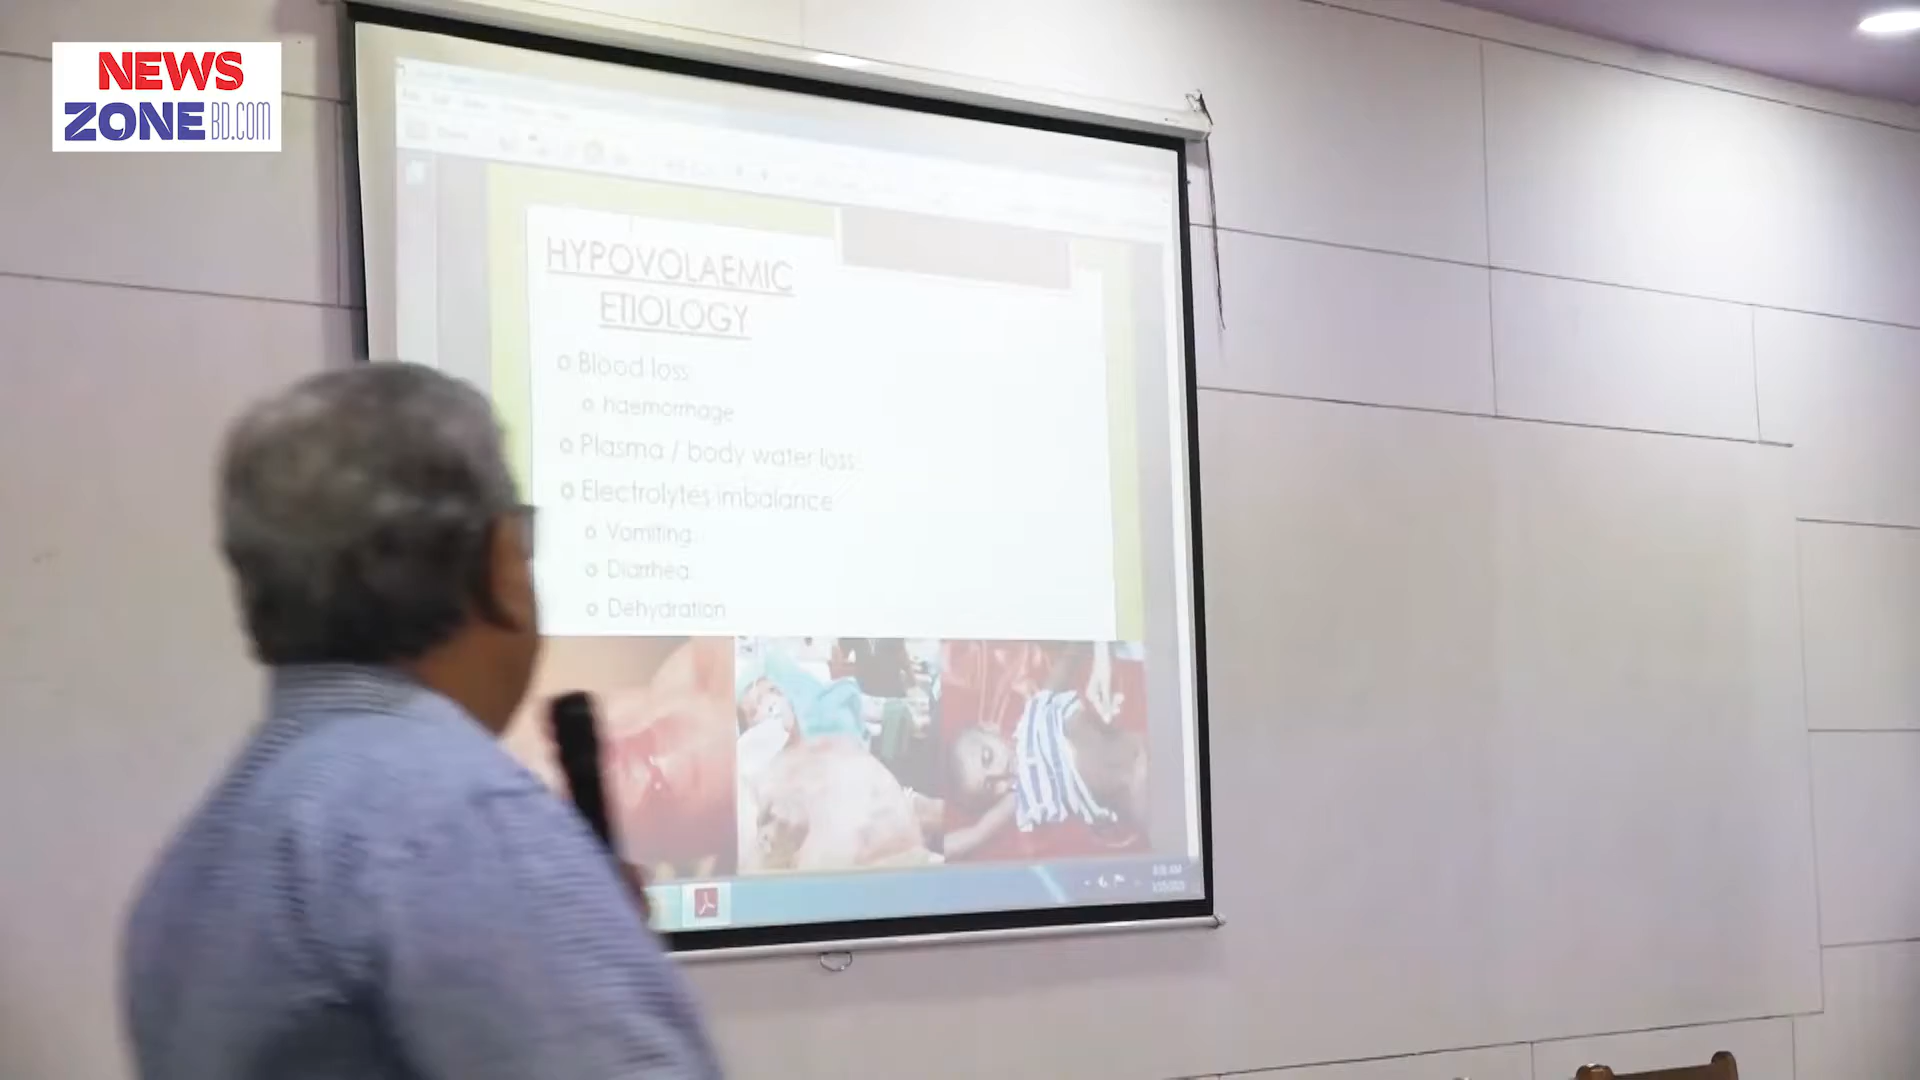 NEWS
ZONE BD.COM
HYPOVOLAEMIC
ETIOLOGY
Blood loss
haemorrhage
Plasma / body water loss
Electrolytes imbalance
Vomiting
Diarrhea
Dehydration